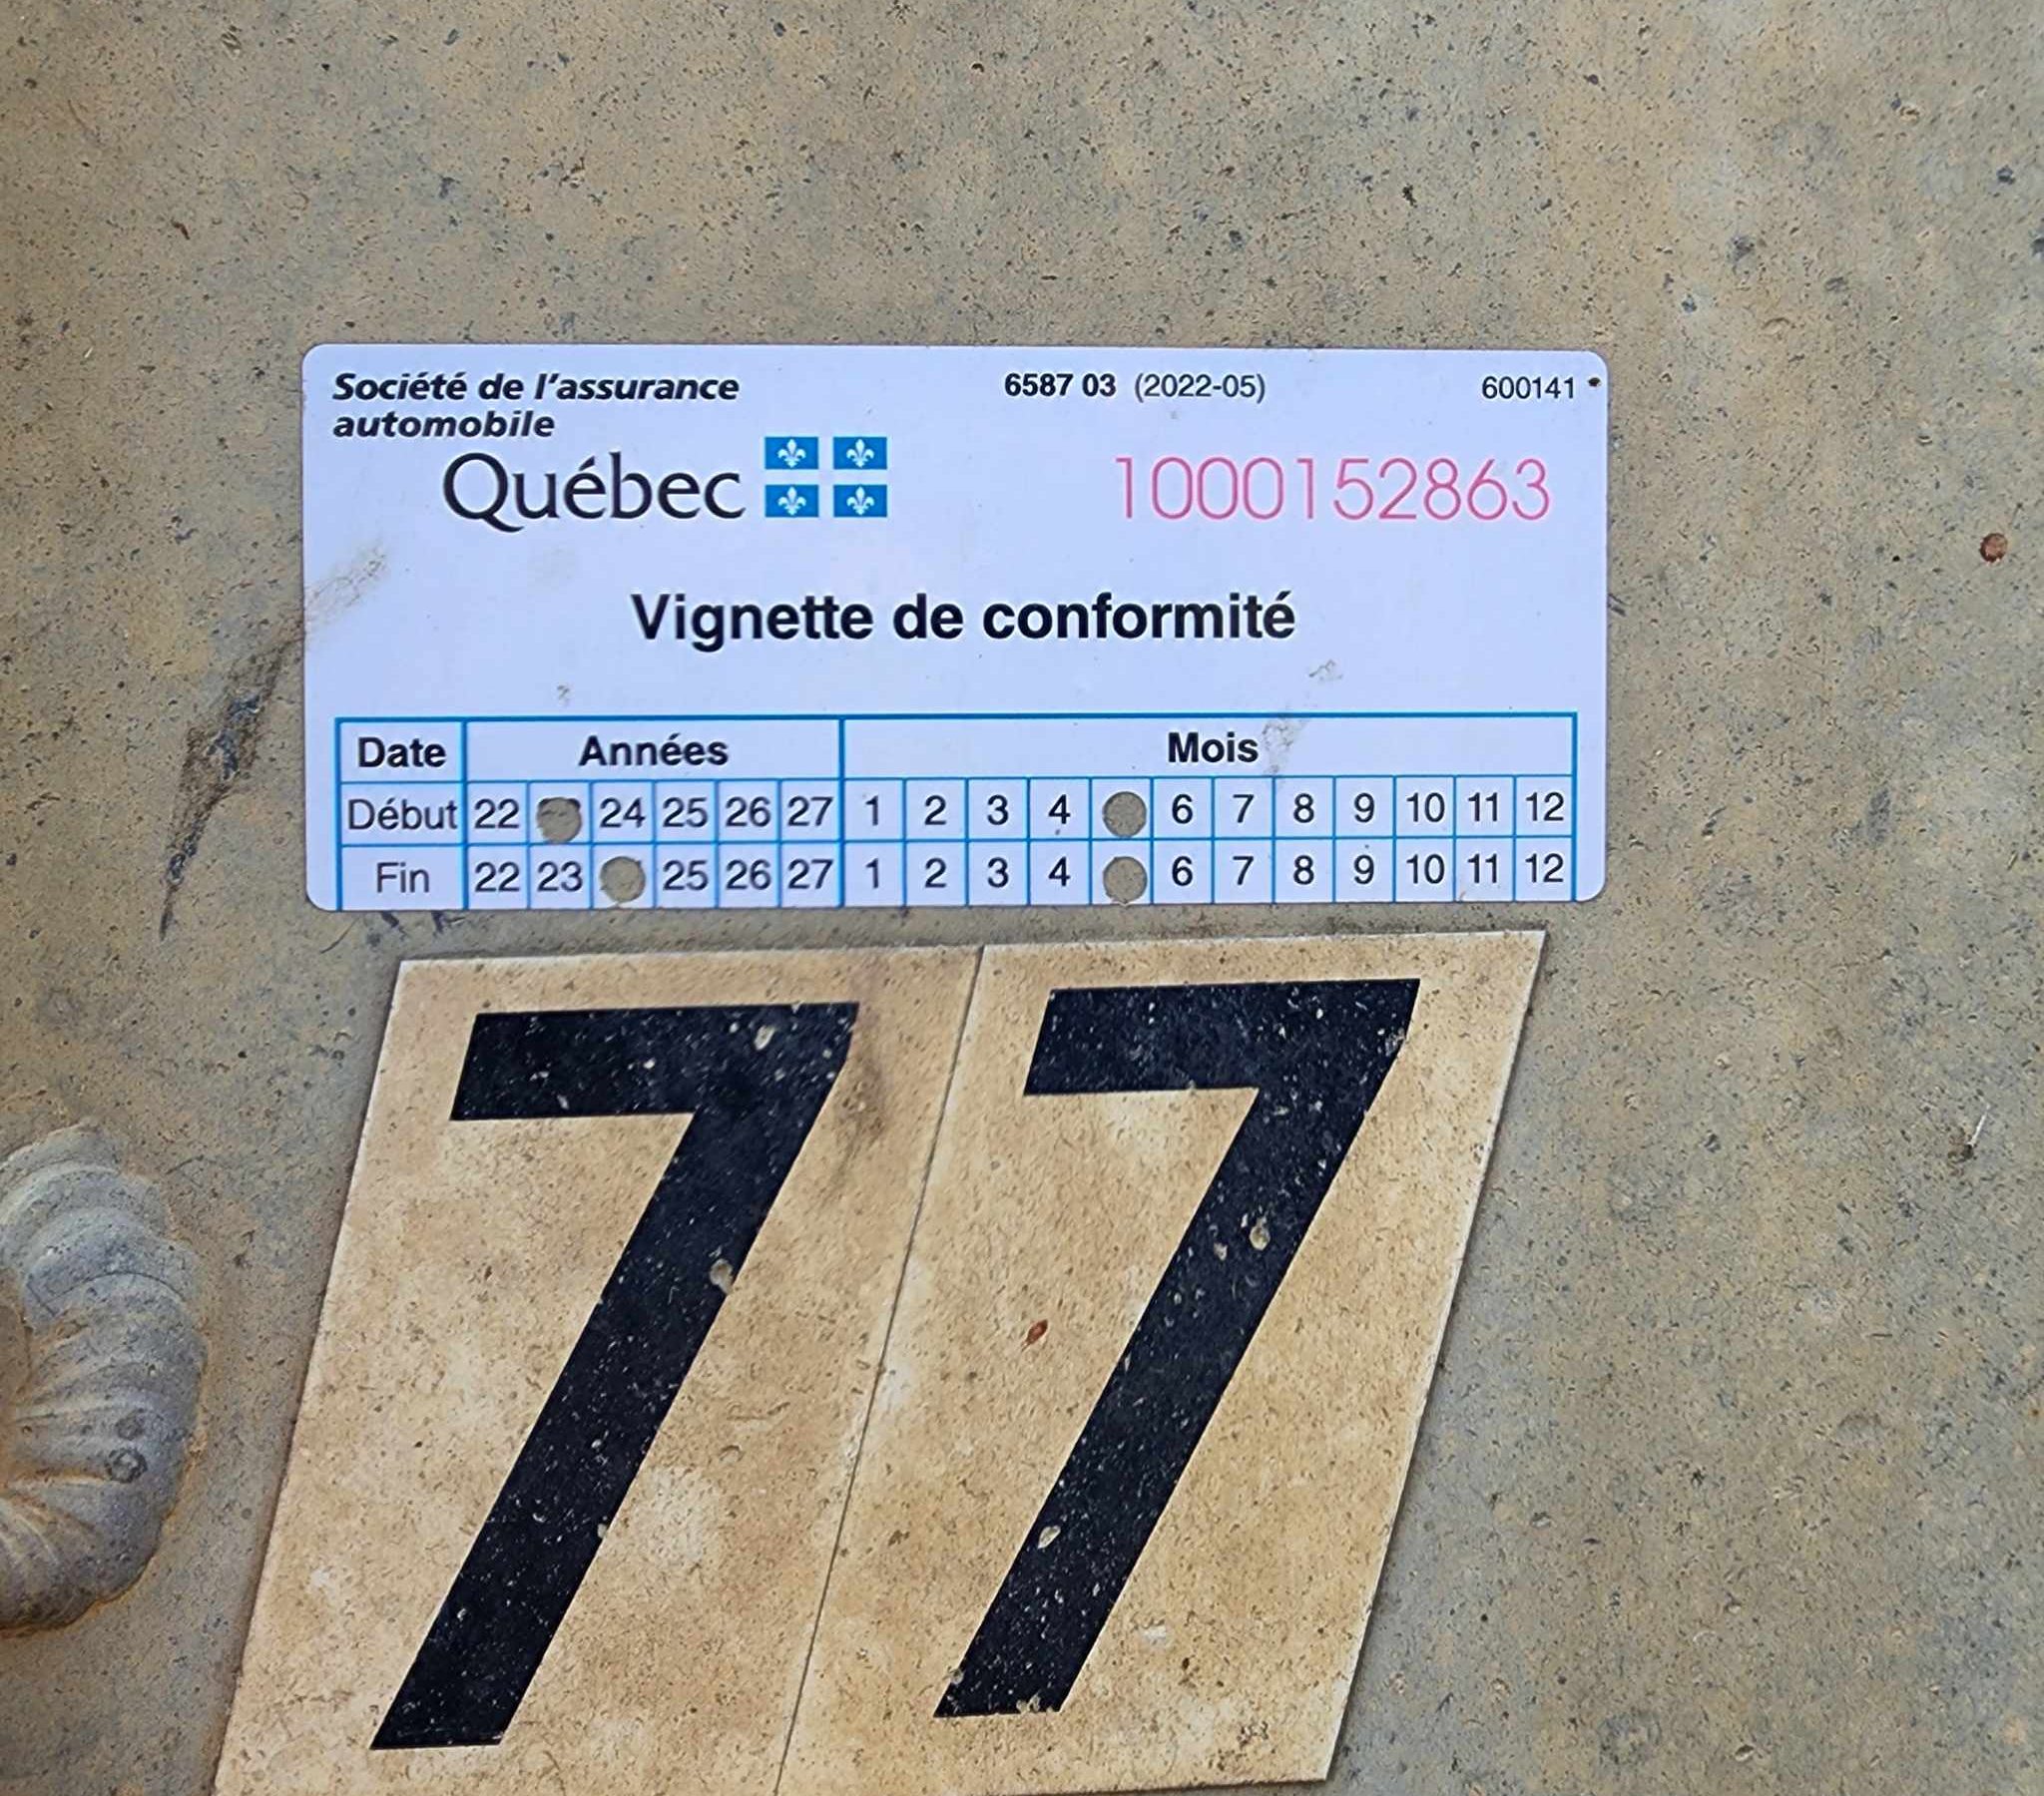 Société de l'assurance
automobile
Québec
6587 03 (2022-05)
600141
1000152863
Vignette de conformité
Date Années Mois
Début 22 24 25 26 27 1 2 3 4 6 7 8 9 10 11 12
Fin 22 23 25 26 27 1 2 3 4 6 7 8 9 10 11 12
77